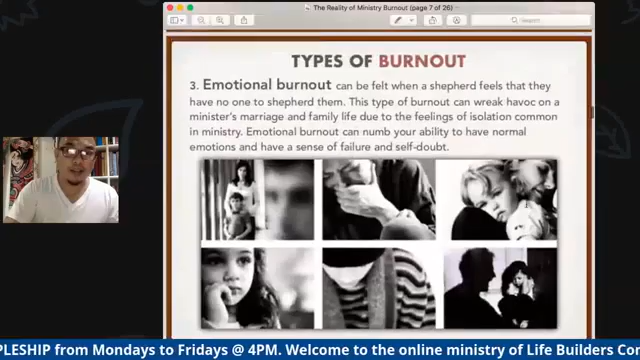 The Reality of Ministry Burnout (page 7 of 26)
Search
TYPES OF BURNOUT
3. Emotional burnout can be felt when a shepherd feels that they
have no one to shepherd them. This type of burnout can wreak havoc on a
minister's marriage and family life due to the feelings of isolation common
in ministry. Emotional burnout can numb your ability to have normal
emotions and have a sense of failure and self-doubt.
PLESHIP from Mondays to Fridays @ 4PM. Welcome to the online ministry of Life Builders Con